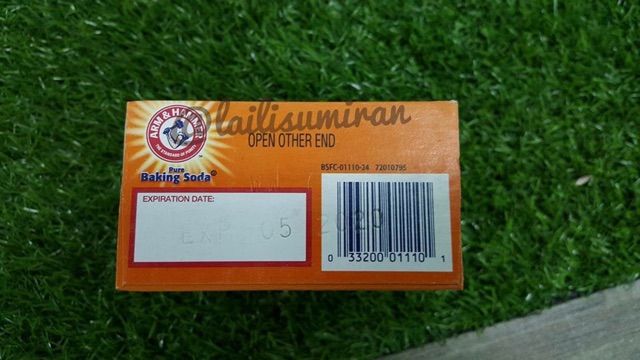 @lailisumiran
ARM & HAMMER
THE STANDARD OF PURITY
OPEN OTHER END
Pure
Baking Soda®
BSFC-01110-24 72010795
EXPIRATION DATE:
EXP 05 2020
0 33200 01110 1